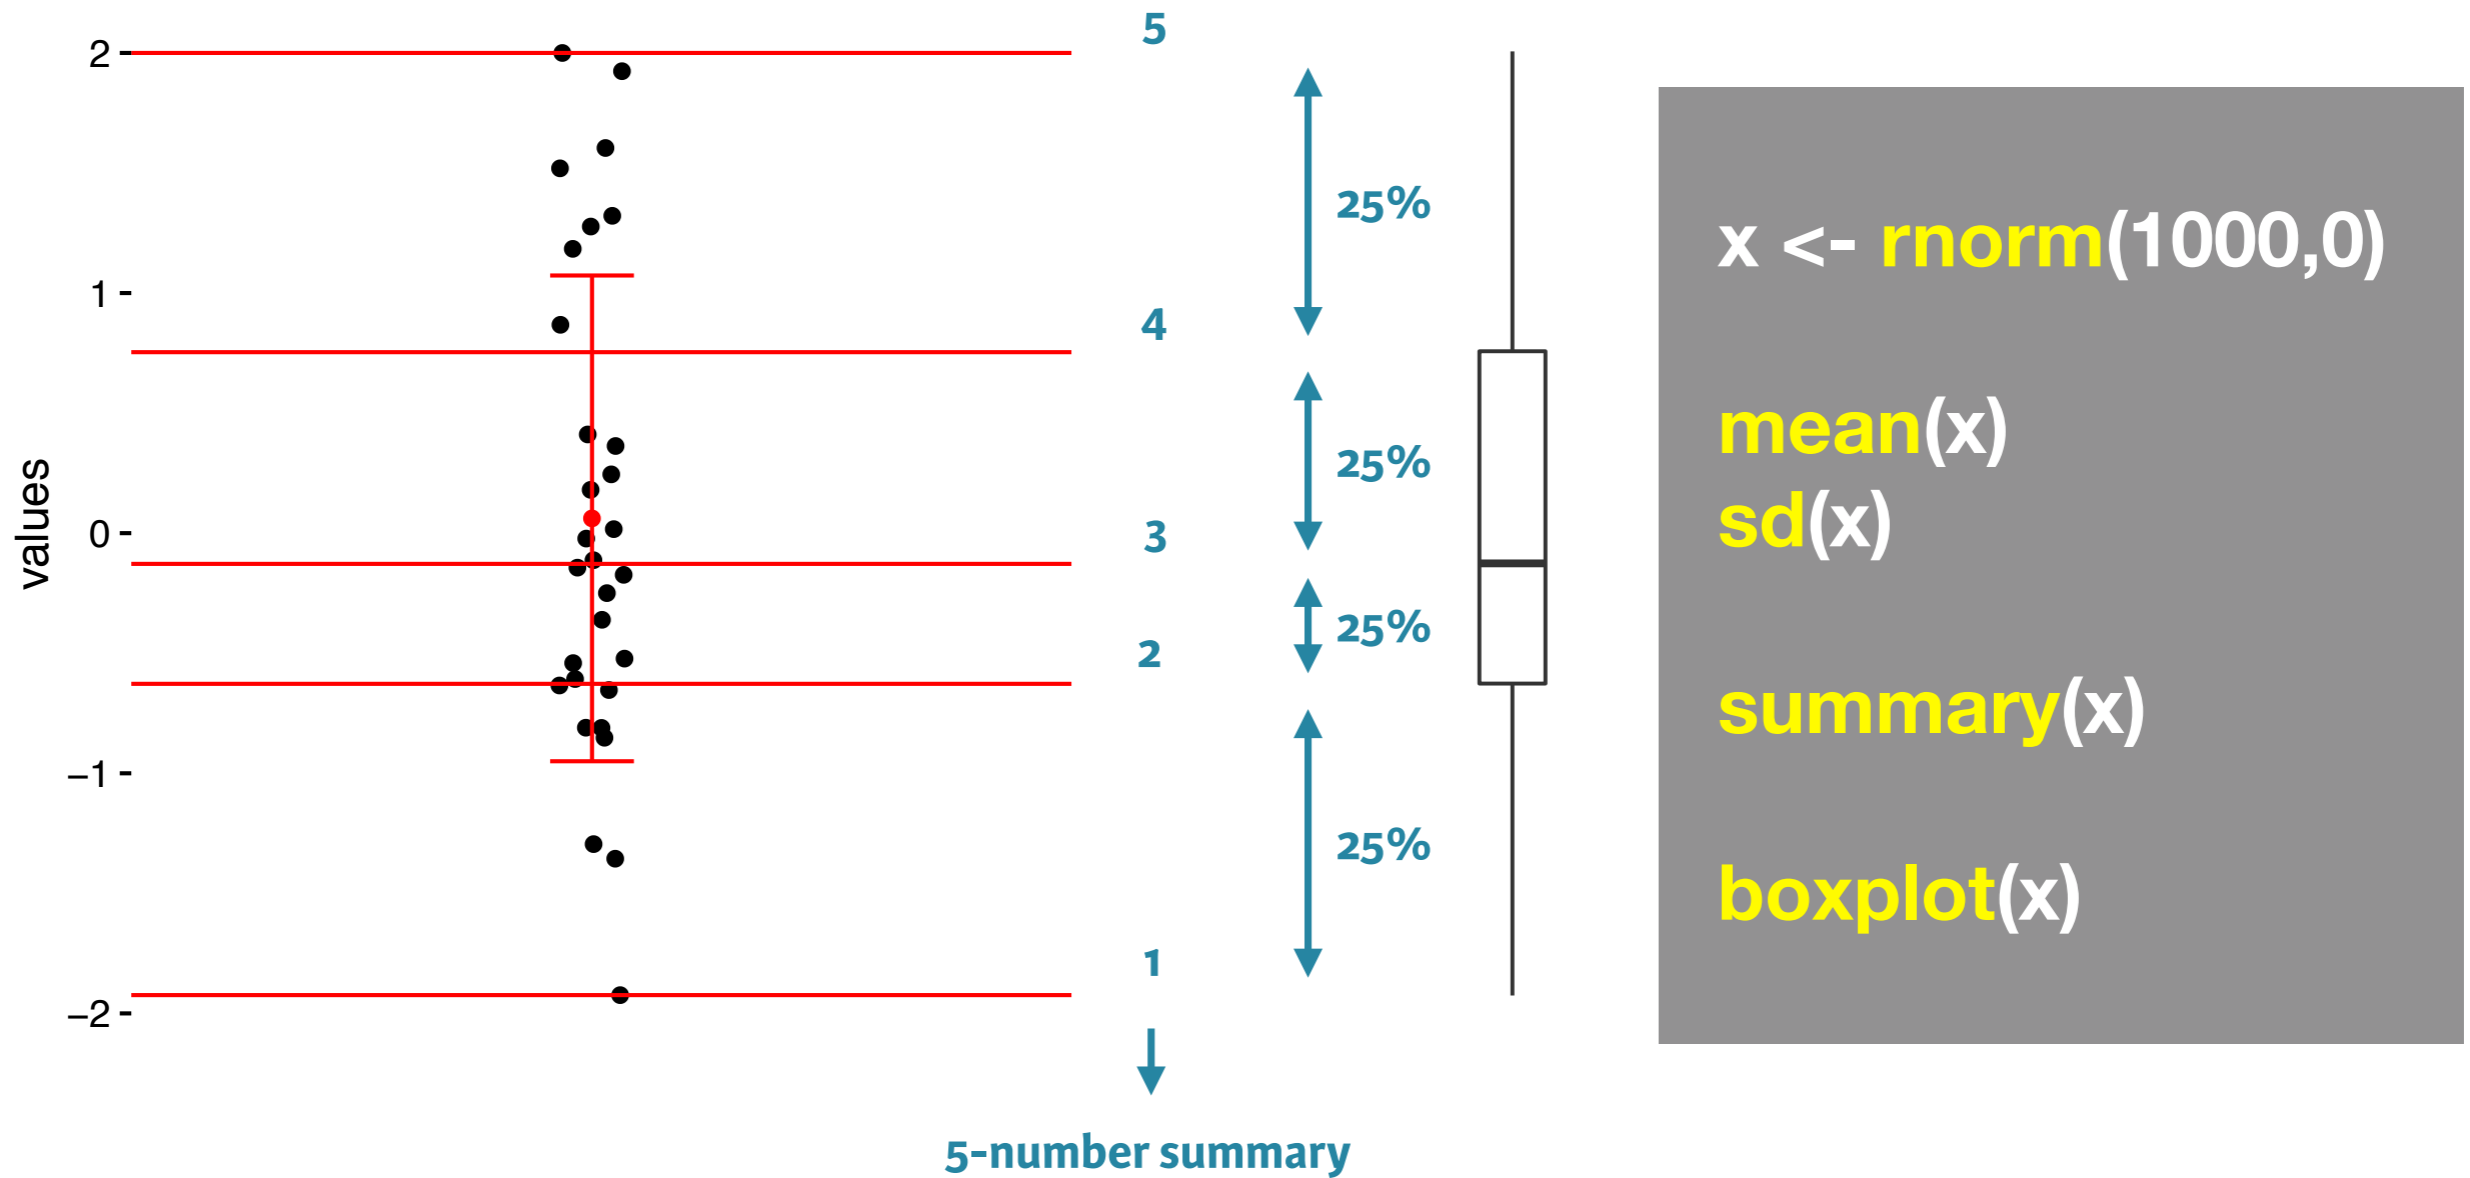 values
2
1
0
−1
−2
5
4
3
2
1
25%
25%
25%
25%
5-number summary
x <- rnorm(1000,0)
mean(x)
sd(x)
summary(x)
boxplot(x)